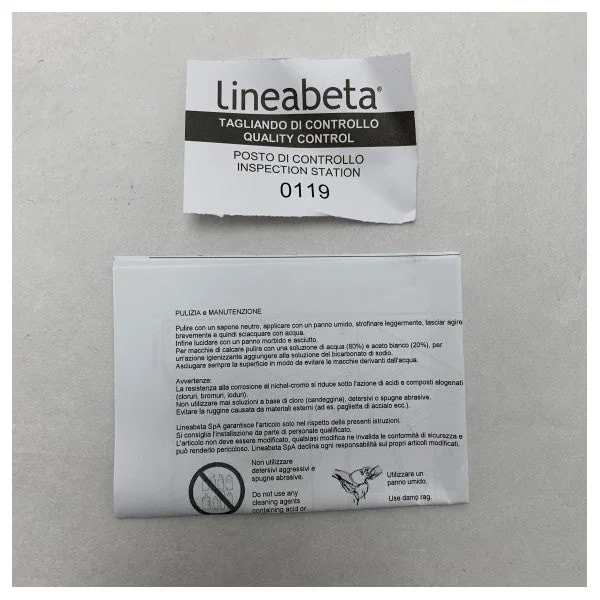 lineabeta®
TAGLIANDO DI CONTROLLO
QUALITY CONTROL
POSTO DI CONTROLLO
INSPECTION STATION
0119
PULIZIA e MANUTENZIONE
Pulire con un sapone neutro, applicare con un panno umido, strofinare leggermente, lasciar agire
brevemente e quindi sciacquare con acqua.
Infine lucidare con un panno morbido e asciutto.
Per macchie di calcare pulire con una soluzione di acqua (80%) e aceto bianco (20%), per
un'azione igienizzante aggiungere alla soluzione del bicarbonato di sodio.
Asciugare sempre la superficie in modo da evitare le macchie derivanti dall'acqua.
Avvertenze:
La resistenza alla corrosione al nichel-cromo si riduce sotto l'azione di acidi e composti alogenati
(cloruri, bromuri, ioduri).
Non utilizzare mai soluzioni a base di cloro (candeggina), detersivi o spugne abrasive.
Evitare la ruggine causata da materiali esterni (ad es. paglietta di acciaio ecc.).
Lineabeta SpA garantisce l'articolo solo nel rispetto delle presenti istruzioni.
Si consiglia l'installazione da parte di personale qualificato.
L'articolo non deve essere modificato, qualsiasi modifica ne invalida le conformità di sicurezza e
può renderlo pericoloso. Lineabeta SpA declina ogni responsabilità sui propri articoli modificati.
Non utilizzare
detersivi aggressivi e
spugne abrasive.
Do not use any
cleaning agents
containing acid or
Utilizzare un
panno umido.
Use damp rag.